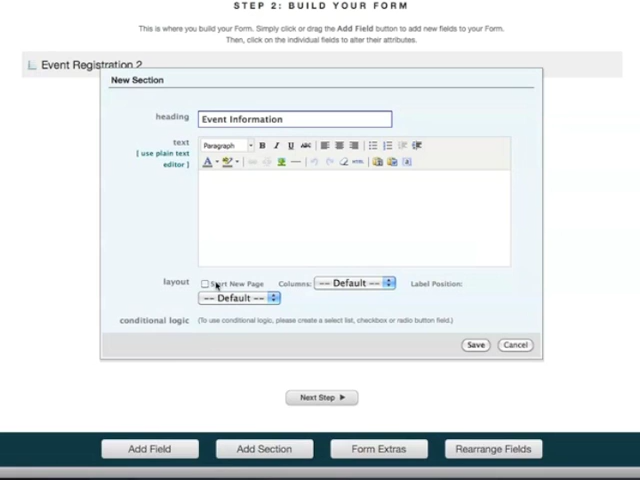 STEP 2: BUILD YOUR FORM
This is where you build your Form. Simply click or drag the Add Field button to add new fields to your Form.
Then, click on the individual fields to alter their attributes.
Event Registration 2
New Section
heading Event Information
text Paragraph B I U ABC
[ use plain text editor ] A HTML
layout Start New Page Columns: -- Default -- Label Position:
-- Default --
conditional logic (To use conditional logic, please create a select list, checkbox or radio button field.)
Save Cancel
Next Step
Add Field Add Section Form Extras Rearrange Fields